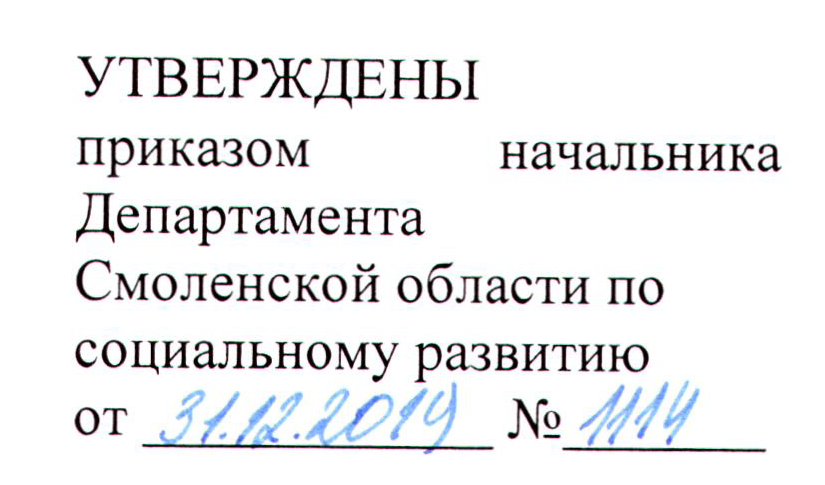 УТВЕРЖДЕНЫ
приказом начальника
Департамента
Смоленской области по
социальному развитию
от 31.12.2019 № 1114